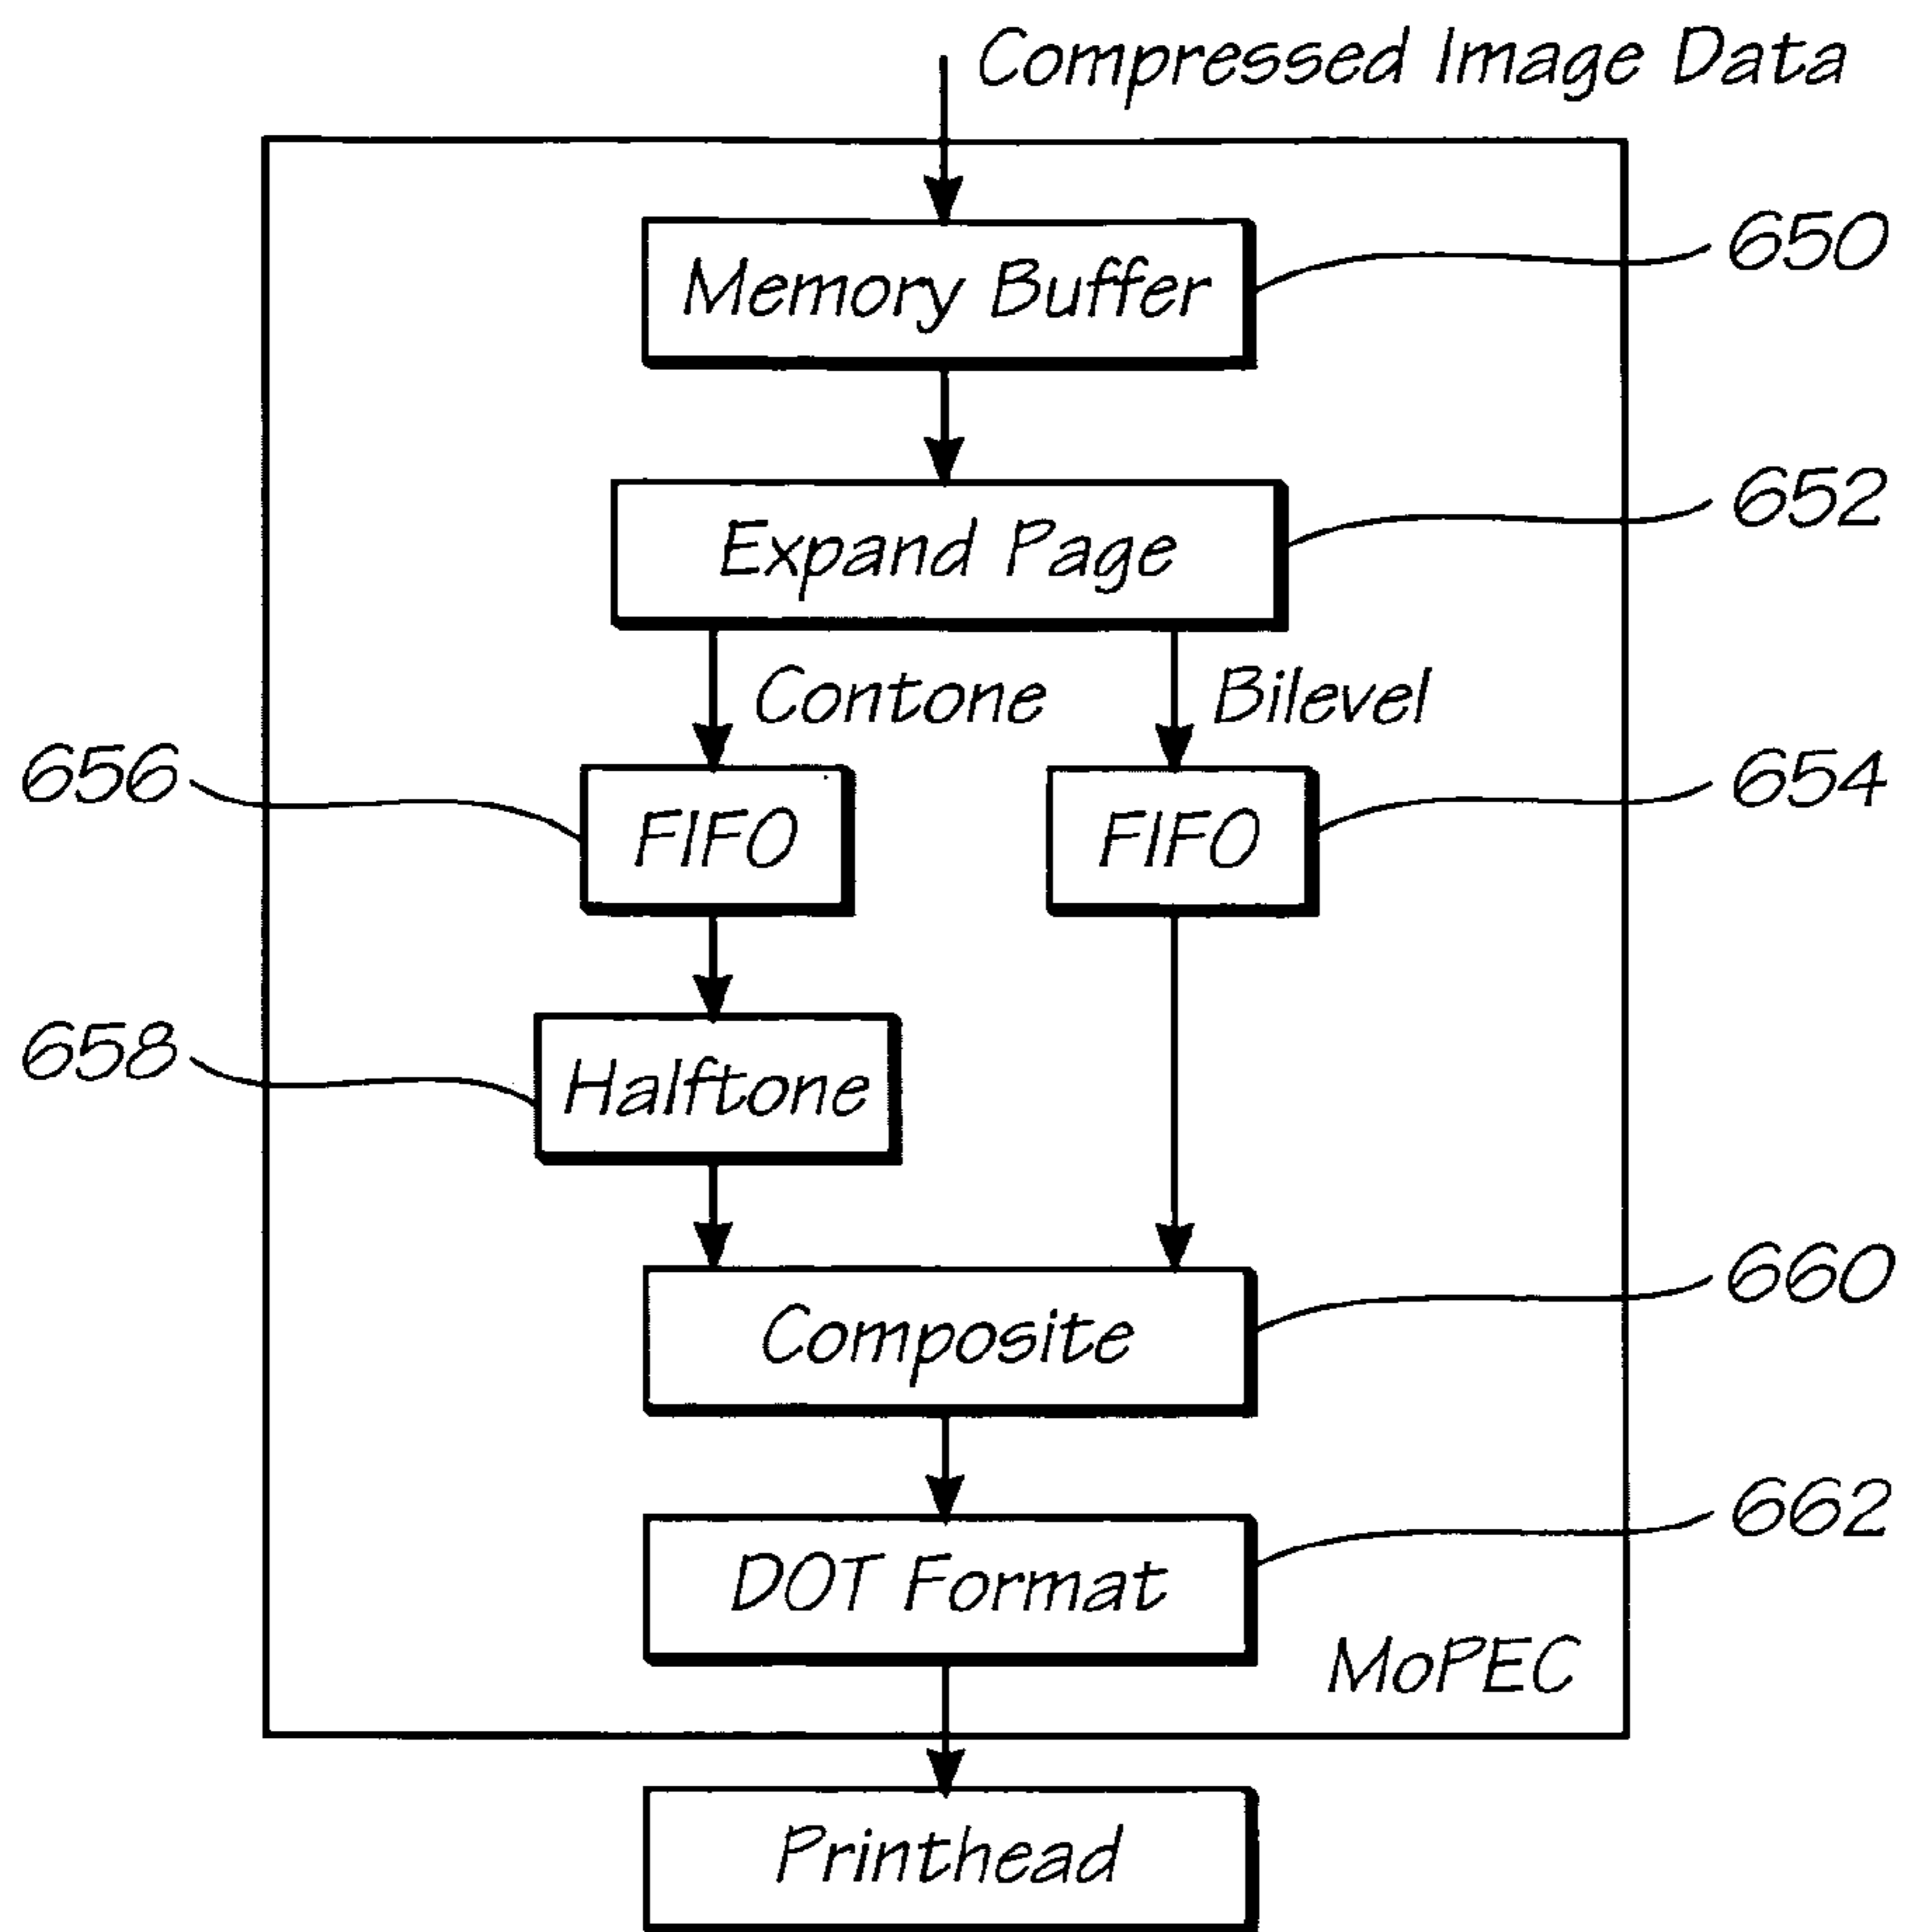 Compressed Image Data
Memory Buffer
650
Expand Page
652
Contone
Bilevel
656
FIFO
FIFO
654
658
Halftone
Composite
660
DOT Format
662
MoPEC
Printhead